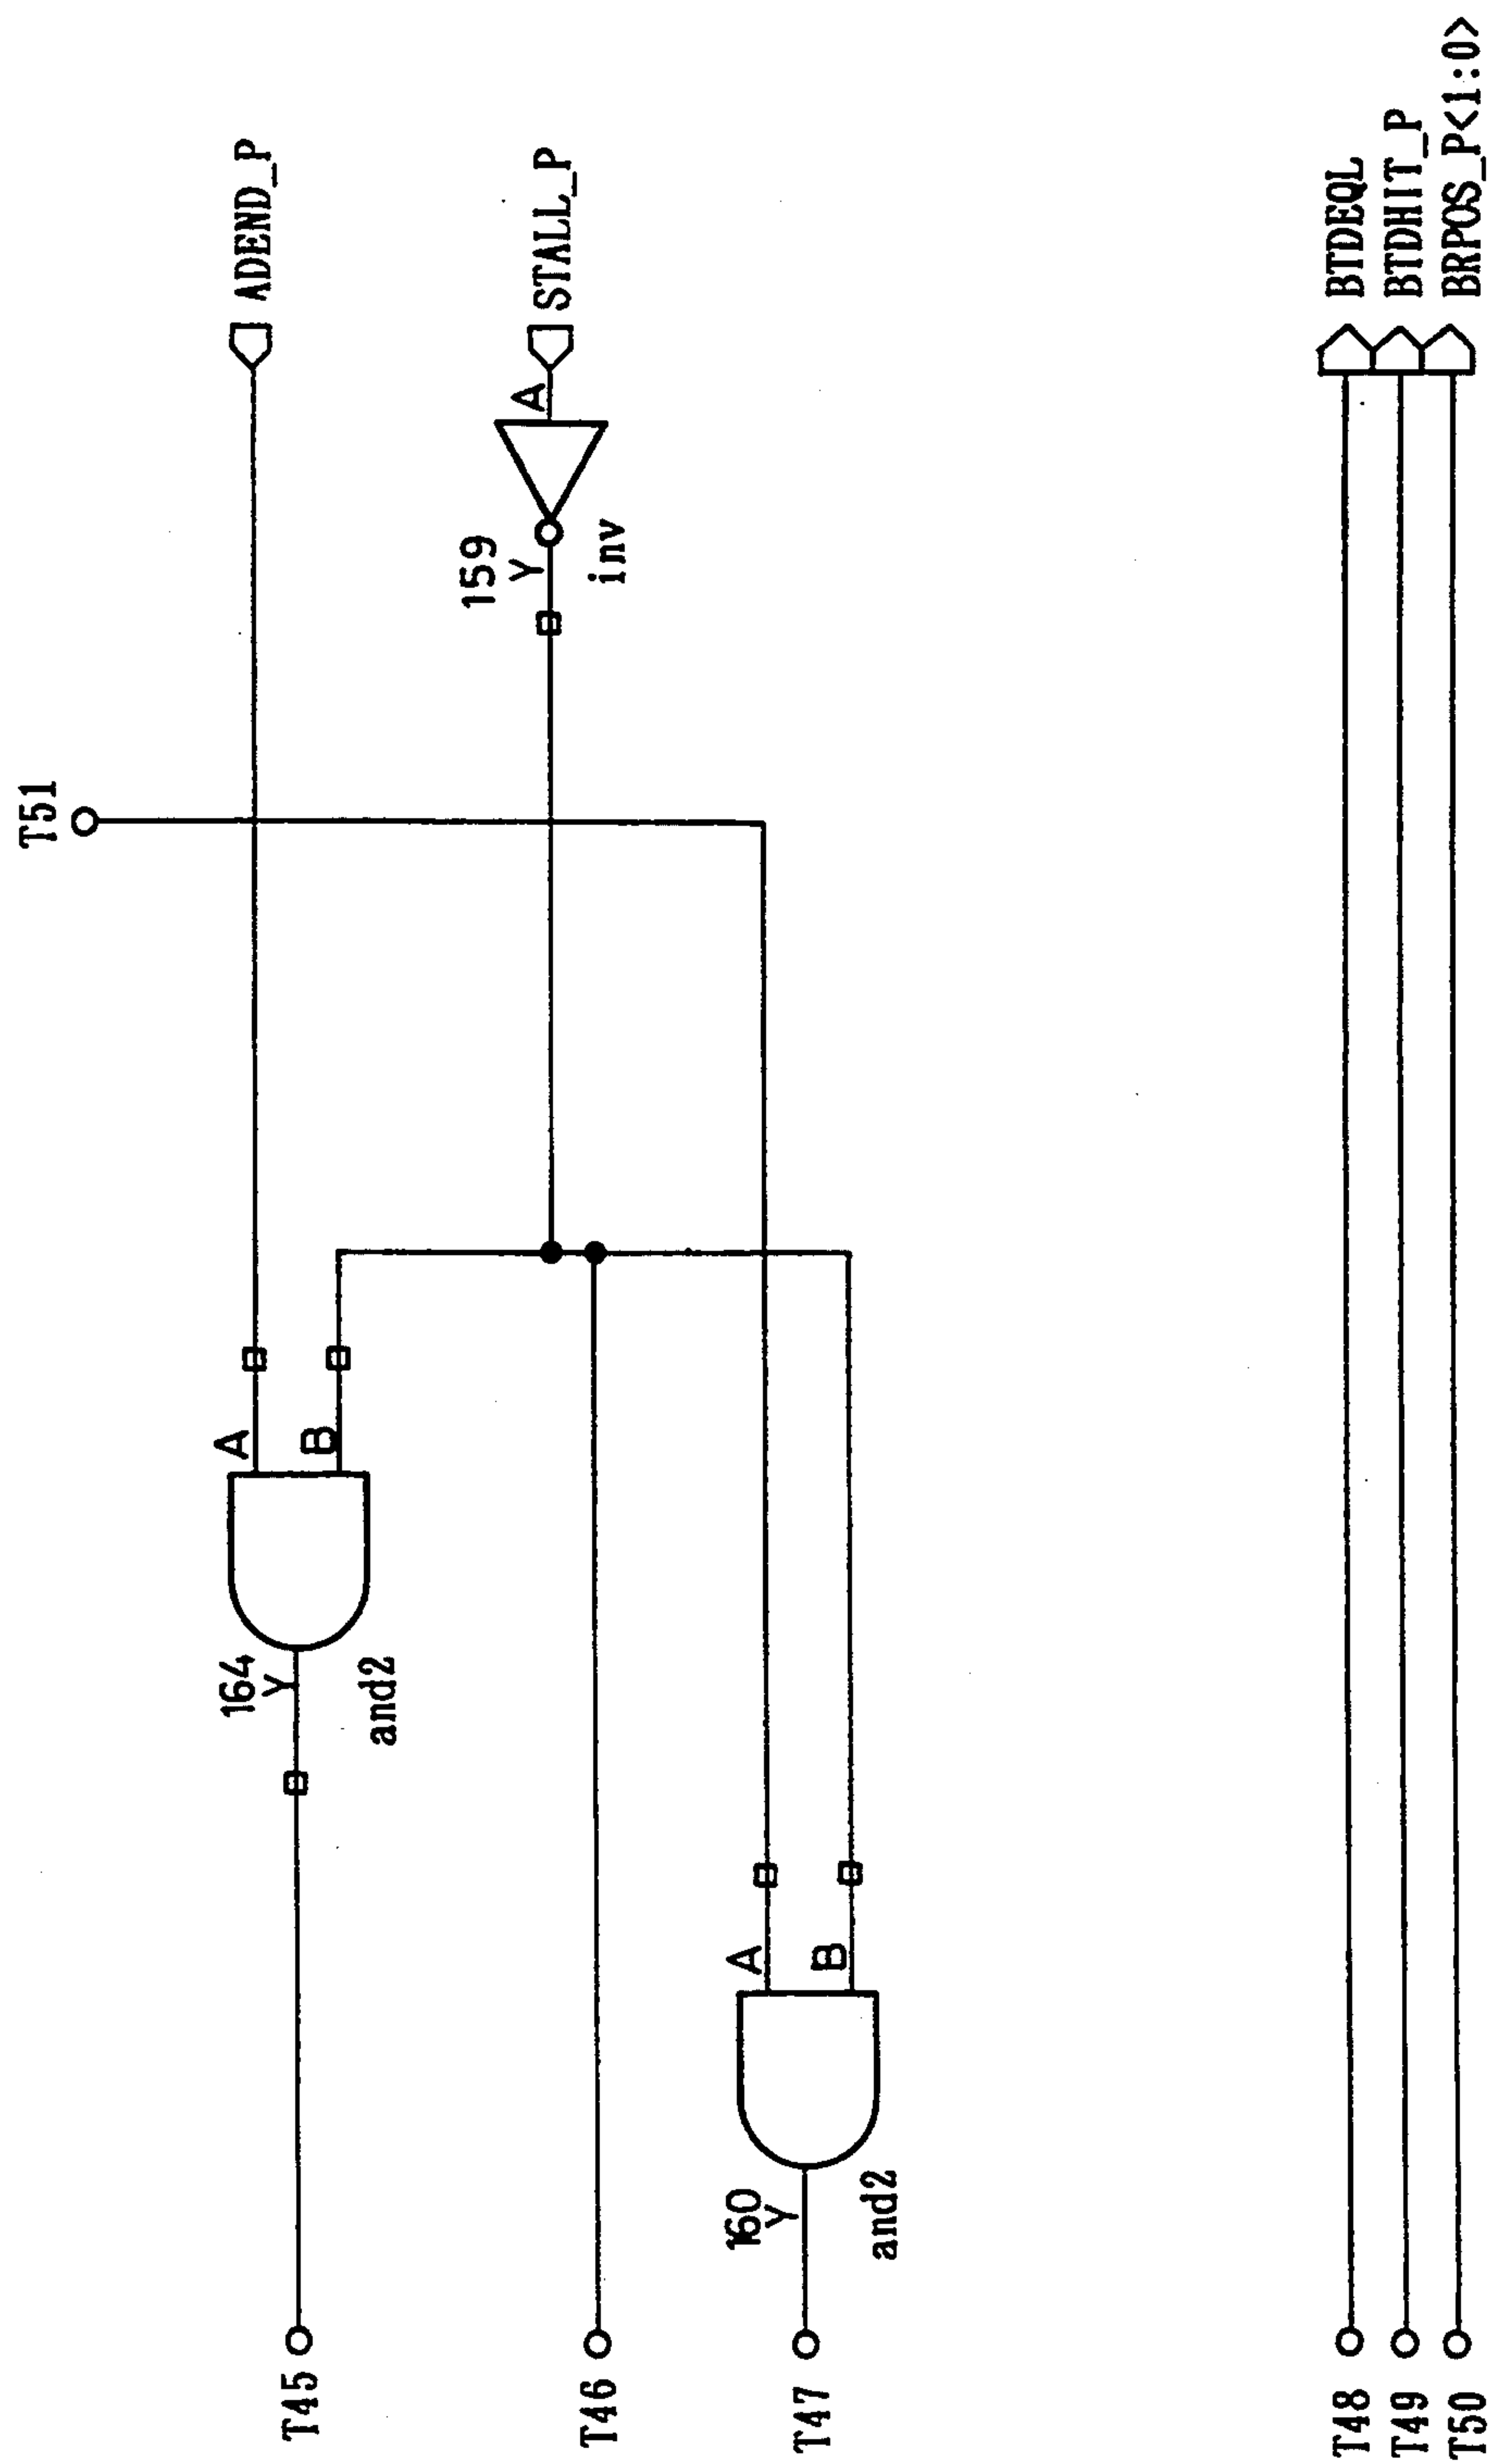 T51
ADEND_P
A
164
Y
B
and2
T45
STALL_P
A
159
Y
inv
T46
A
160
Y
B
and2
T47
T48
BTDEQL
T49
BTDHIT_P
T50
BRPOS_P<1:0>